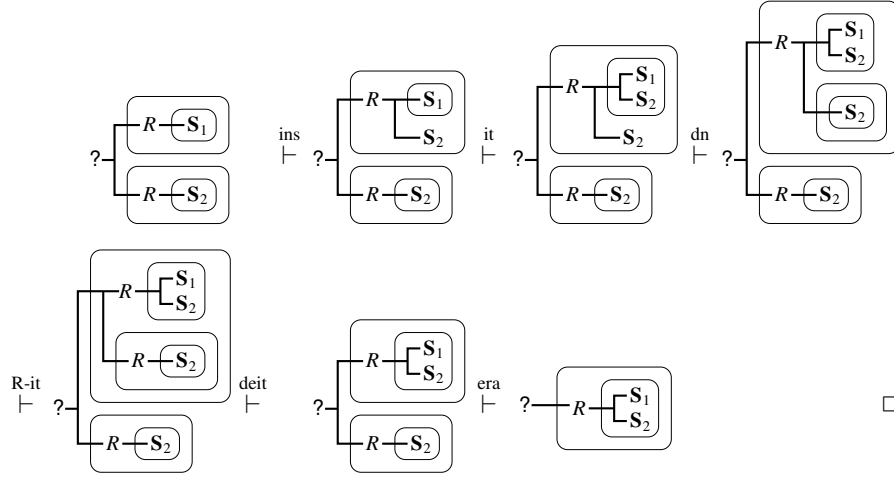 R S₁
?
R S₂
ins
⊢
R S₁
S₂
?
R S₂
it
⊢
R S₁
S₂
S₂
?
R S₂
dn
⊢
R S₁
S₂
S₂
?
R S₂
R-it
⊢
R S₁
S₂
R S₂
?
R S₂
deit
⊢
R S₁
S₂
?
R S₂
era
⊢
? R S₁
S₂
□